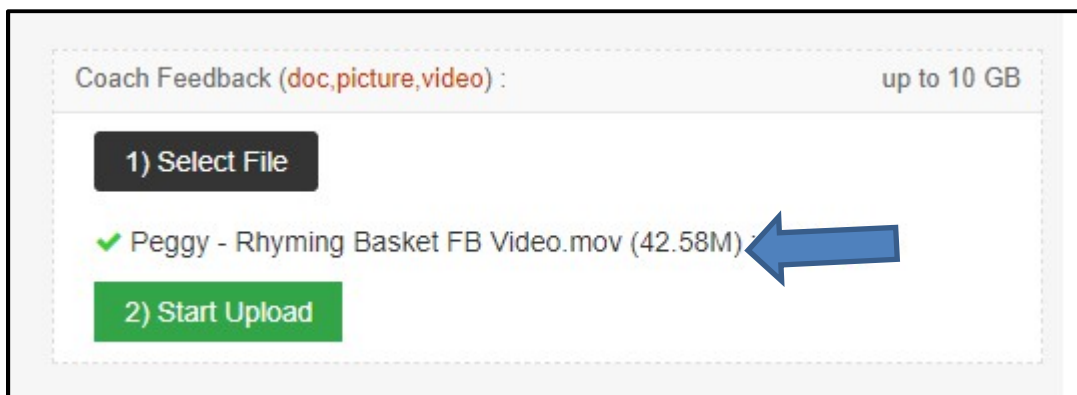 Coach Feedback (doc,picture,video) : up to 10 GB
1) Select File
Peggy - Rhyming Basket FB Video.mov (42.58M) :
2) Start Upload